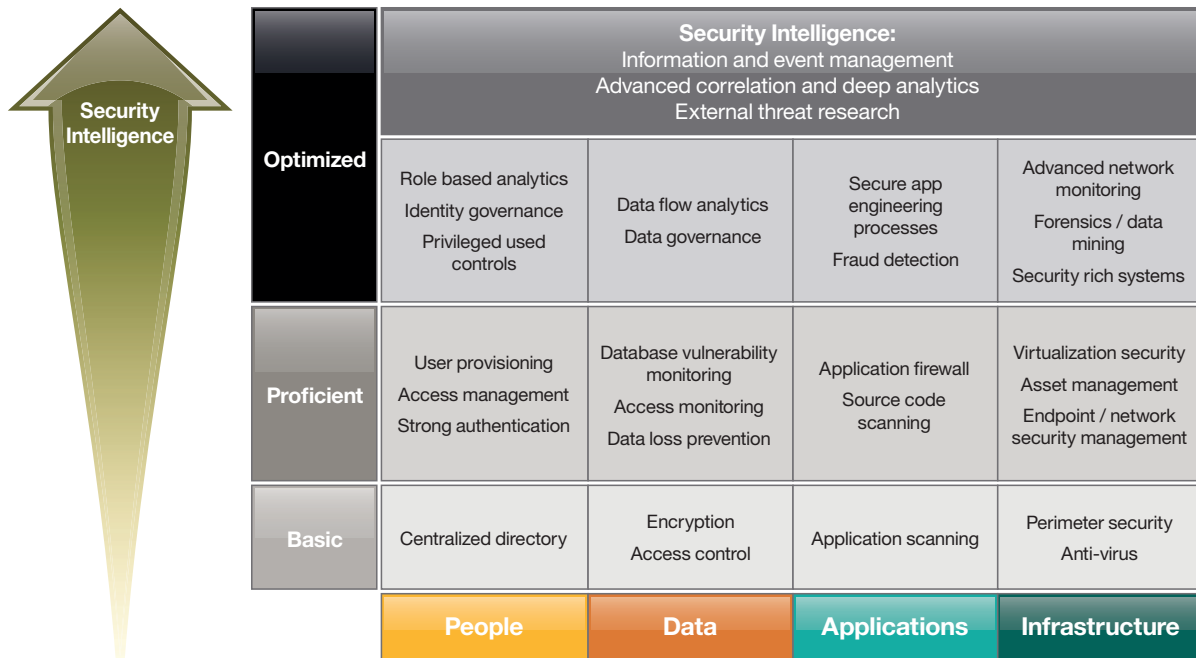 Security
Intelligence
Optimized
Security Intelligence:
Information and event management
Advanced correlation and deep analytics
External threat research
Role based analytics
Identity governance
Privileged used
controls
Data flow analytics
Data governance
Secure app
engineering
processes
Fraud detection
Advanced network
monitoring
Forensics / data
mining
Security rich systems
Proficient
User provisioning
Access management
Strong authentication
Database vulnerability
monitoring
Access monitoring
Data loss prevention
Application firewall
Source code
scanning
Virtualization security
Asset management
Endpoint / network
security management
Basic
Centralized directory
Encryption
Access control
Application scanning
Perimeter security
Anti-virus
People
Data
Applications
Infrastructure